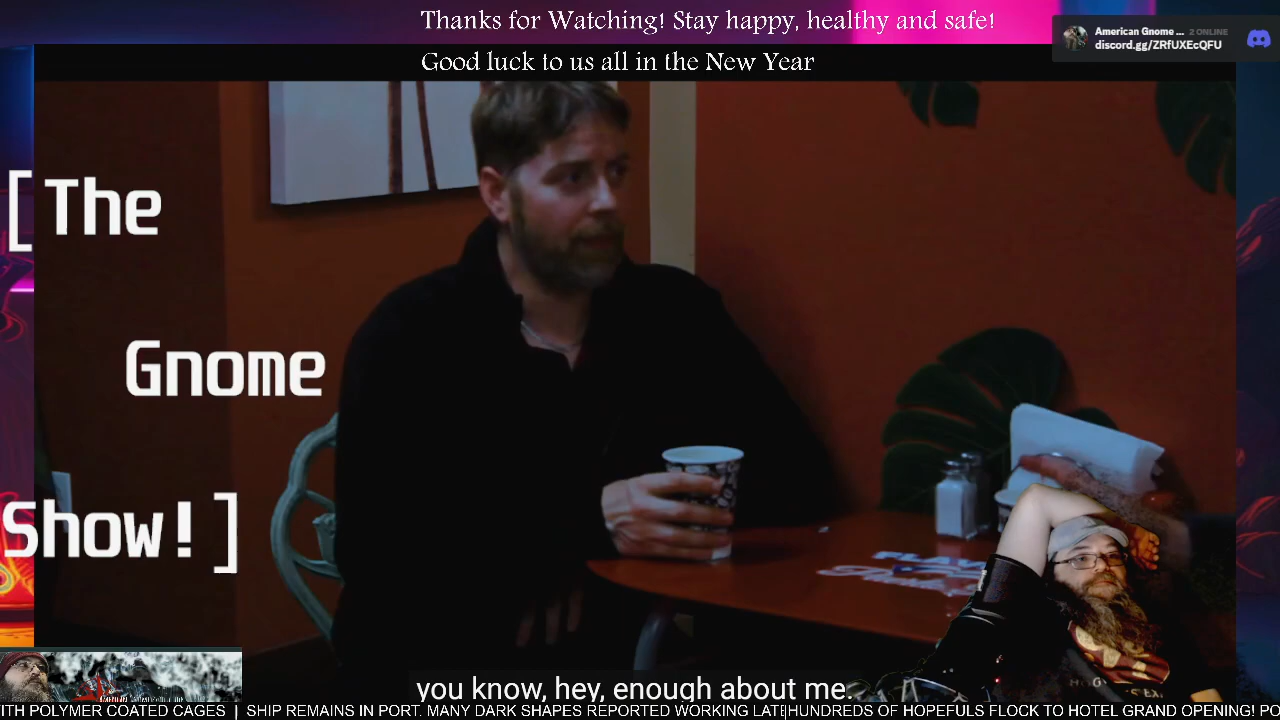 Thanks for Watching! Stay happy, healthy and safe!
American Gnome ... 2 ONLINE
discord.gg/ZRfUXEcQFU
Good luck to us all in the New Year
[The
Gnome
Show!]
you know, hey, enough about me.
ITH POLYMER COATED CAGES | SHIP REMAINS IN PORT. MANY DARK SHAPES REPORTED WORKING LATE|HUNDREDS OF HOPEFULS FLOCK TO HOTEL GRAND OPENING! PO